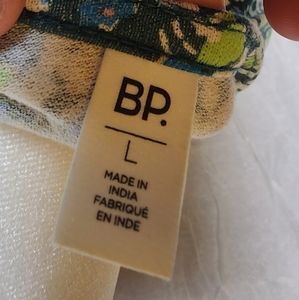 BP.
L
MADE IN
INDIA
FABRIQUÉ
EN INDE